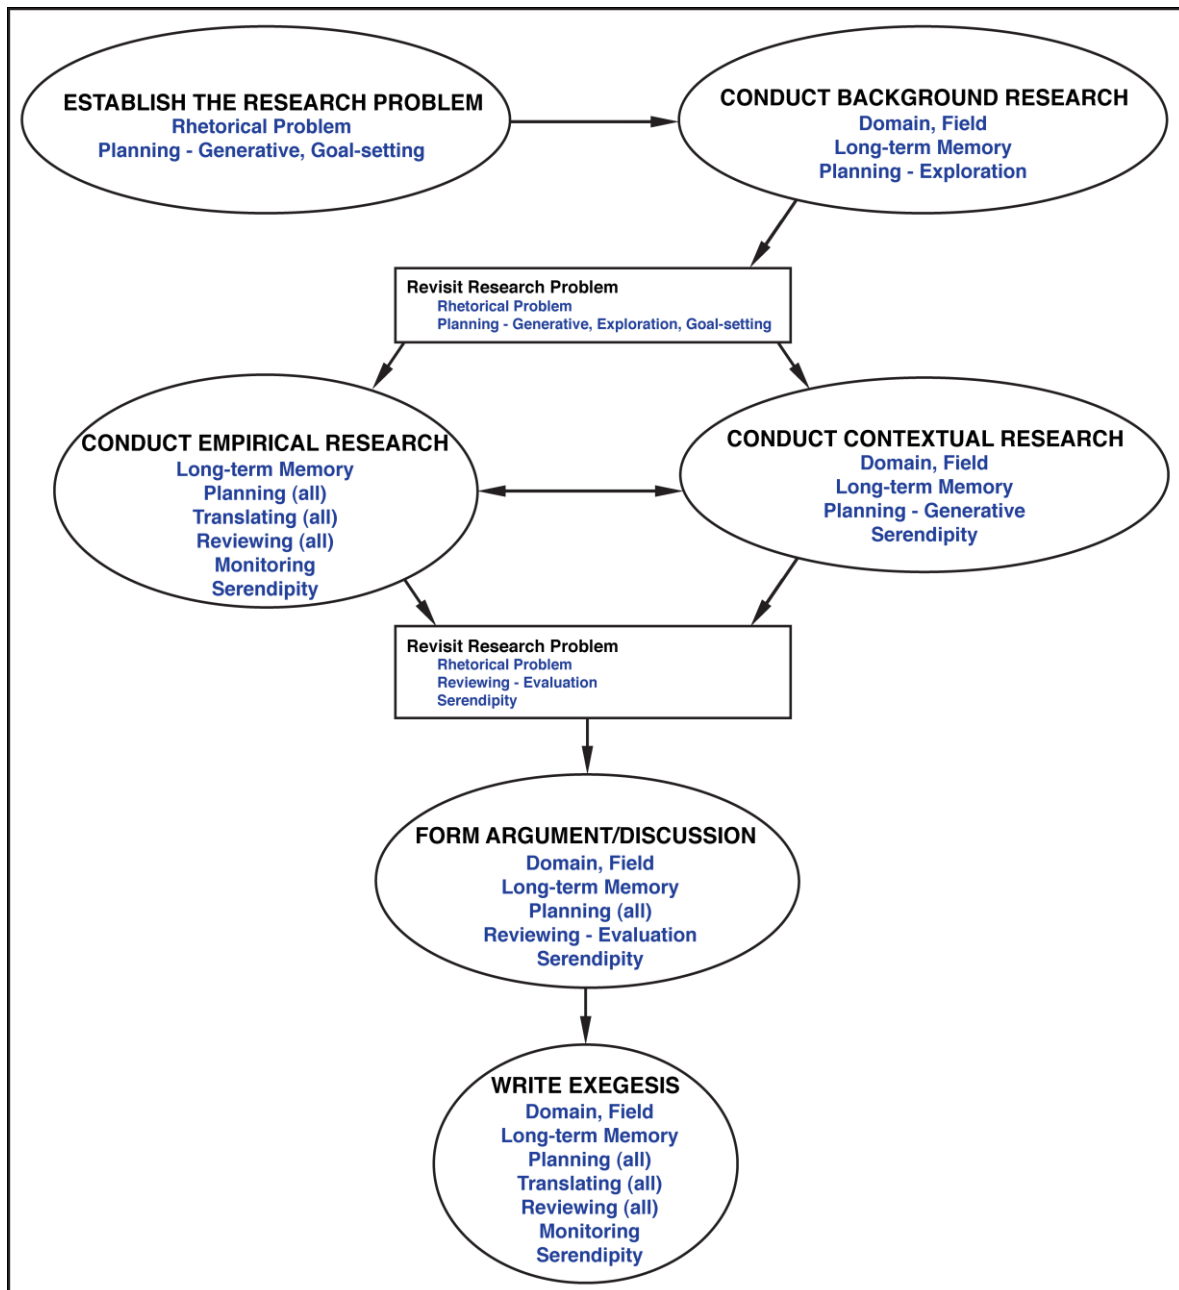 ESTABLISH THE RESEARCH PROBLEM
Rhetorical Problem
Planning - Generative, Goal-setting
CONDUCT BACKGROUND RESEARCH
Domain, Field
Long-term Memory
Planning - Exploration
Revisit Research Problem
Rhetorical Problem
Planning - Generative, Exploration, Goal-setting
CONDUCT EMPIRICAL RESEARCH
Long-term Memory
Planning (all)
Translating (all)
Reviewing (all)
Monitoring
Serendipity
CONDUCT CONTEXTUAL RESEARCH
Domain, Field
Long-term Memory
Planning - Generative
Serendipity
Revisit Research Problem
Rhetorical Problem
Reviewing - Evaluation
Serendipity
FORM ARGUMENT/DISCUSSION
Domain, Field
Long-term Memory
Planning (all)
Reviewing - Evaluation
Serendipity
WRITE EXEGESIS
Domain, Field
Long-term Memory
Planning (all)
Translating (all)
Reviewing (all)
Monitoring
Serendipity